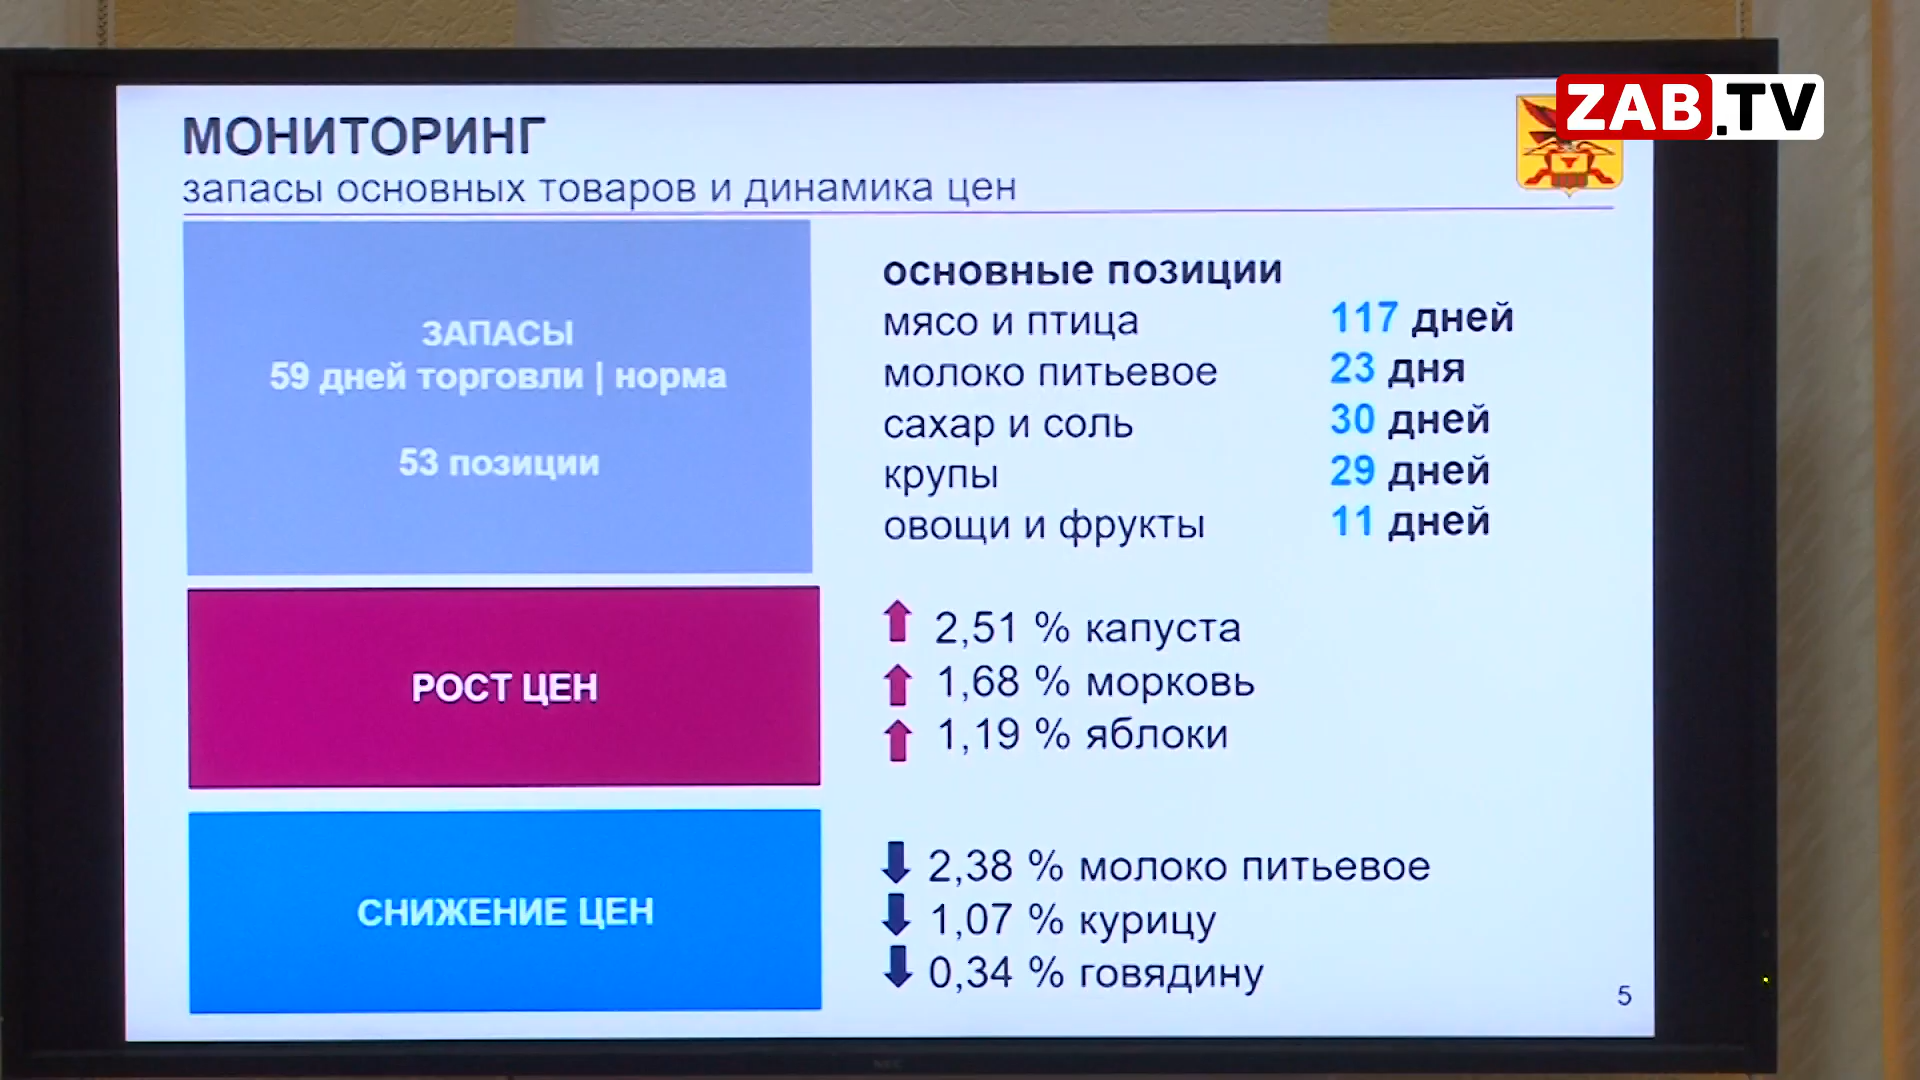 ZAB.TV
МОНИТОРИНГ
запасы основных товаров и динамика цен
ЗАПАСЫ
59 дней торговли | норма
53 позиции
основные позиции
мясо и птица 117 дней
молоко питьевое 23 дня
сахар и соль 30 дней
крупы 29 дней
овощи и фрукты 11 дней
РОСТ ЦЕН
2,51 % капуста
1,68 % морковь
1,19 % яблоки
СНИЖЕНИЕ ЦЕН
2,38 % молоко питьевое
1,07 % курицу
0,34 % говядину
5
NEC